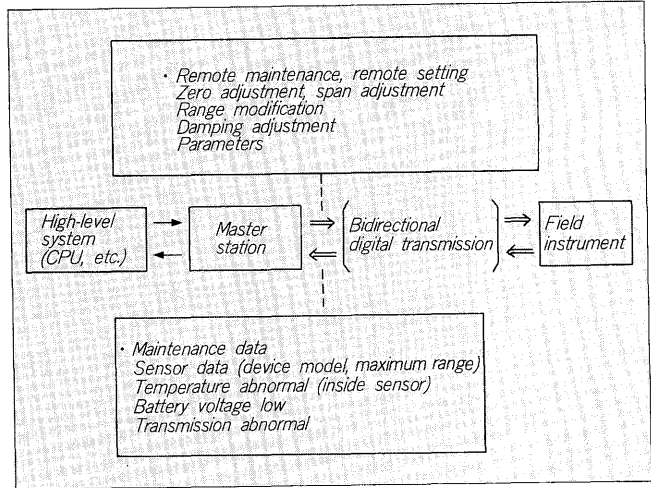 · Remote maintenance, remote setting
Zero adjustment, span adjustment
Range modification
Damping adjustment
Parameters
High-level
system
(CPU, etc.)
Master
station
Bidirectional
digital transmission
Field
instrument
· Maintenance data
Sensor data (device model, maximum range)
Temperature abnormal (inside sensor)
Battery voltage low
Transmission abnormal